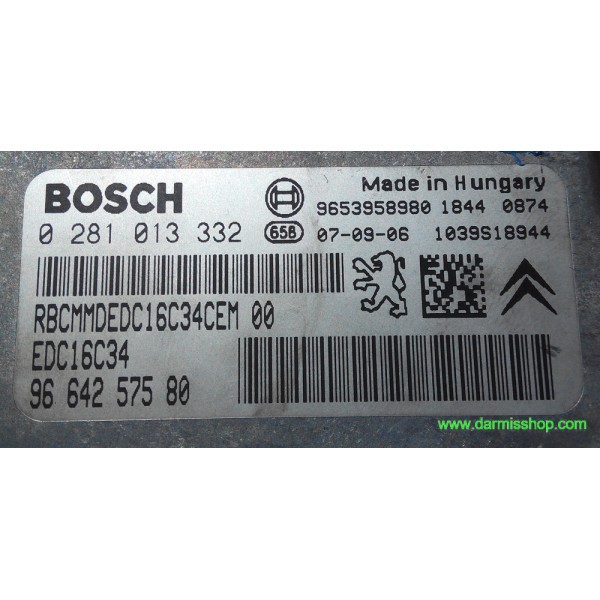 BOSCH
Made in Hungary
9653958980 1844 0874
0 281 013 332
658
07-09-06 1039S18944
RBCMMDEDC16C34CEM 00
EDC16C34
96 642 575 80
www.darmisshop.com